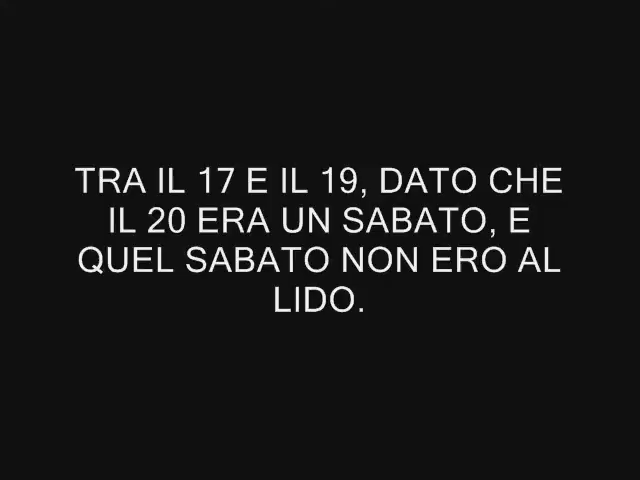 TRA IL 17 E IL 19, DATO CHE
IL 20 ERA UN SABATO, E
QUEL SABATO NON ERO AL
LIDO.